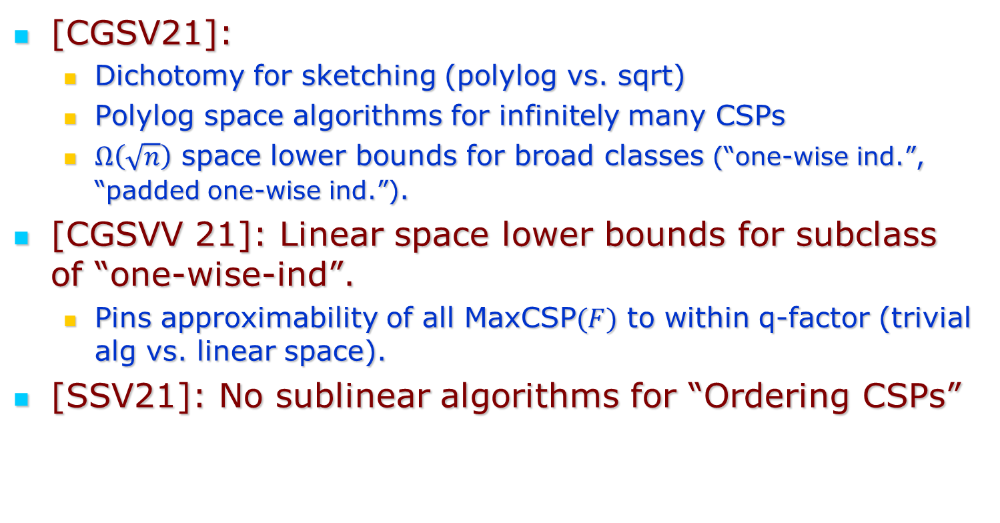 [CGSV21]:
Dichotomy for sketching (polylog vs. sqrt)
Polylog space algorithms for infinitely many CSPs
Ω(√n) space lower bounds for broad classes (“one-wise ind.”,
“padded one-wise ind.”).
[CGSVV 21]: Linear space lower bounds for subclass
of “one-wise-ind”.
Pins approximability of all MaxCSP(F) to within q-factor (trivial
alg vs. linear space).
[SSV21]: No sublinear algorithms for “Ordering CSPs”